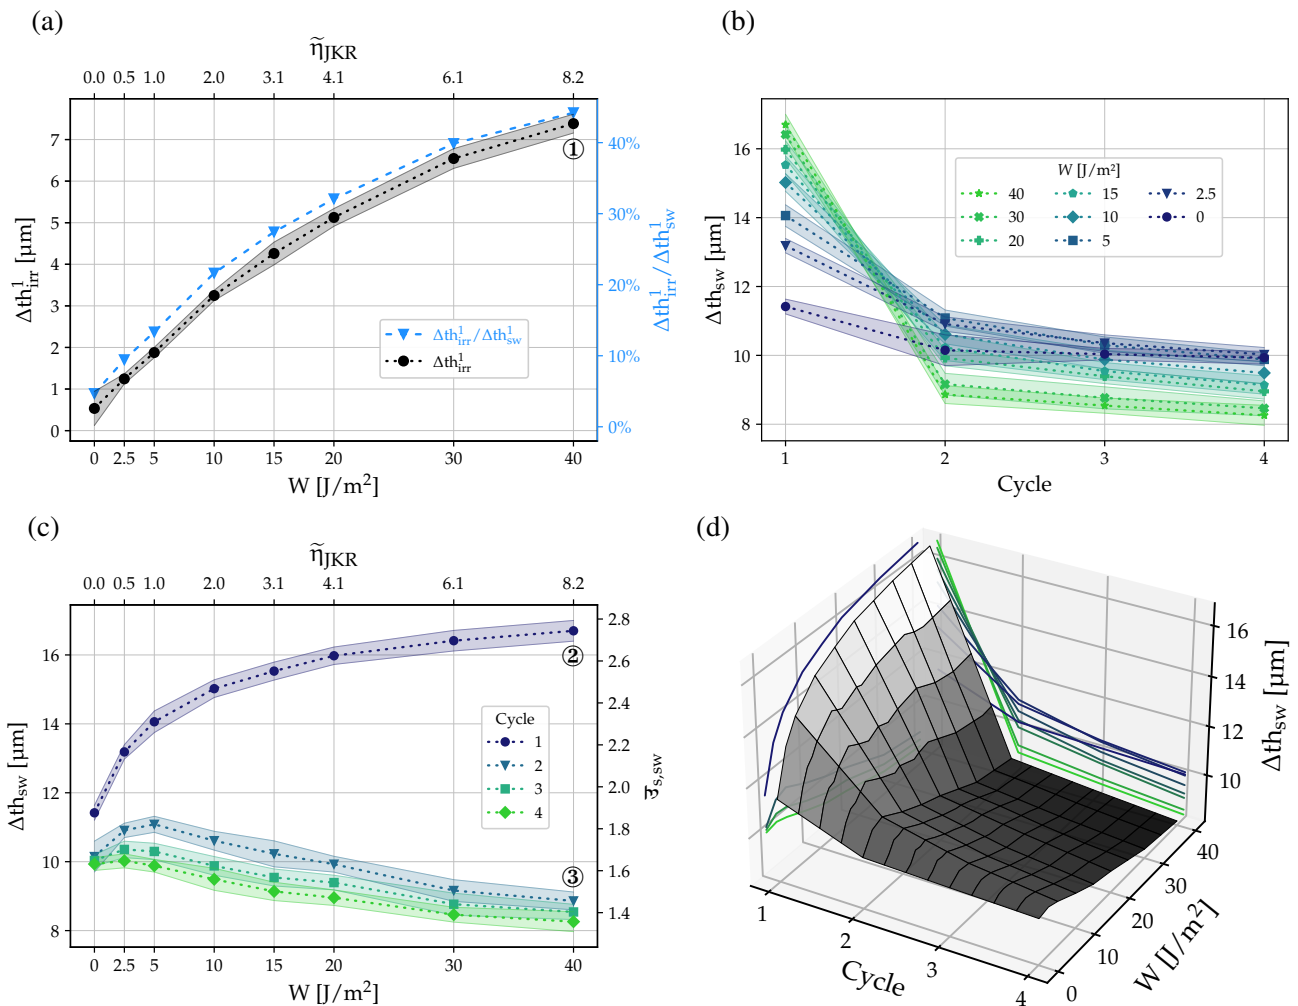 (a)
η̃JKR
0.0 0.5 1.0 2.0 3.1 4.1 6.1 8.2
7
6
5
4
3
2
1
0
Δth¹irr [µm]
40%
30%
20%
10%
0%
Δth¹irr/Δth¹sw
①
Δth¹irr/Δth¹sw
Δth¹irr
0 2.5 5 10 15 20 30 40
W [J/m²]
(b)
16
14
12
10
8
Δthsw [µm]
W [J/m²]
40 15 2.5
30 10 0
20 5
1 2 3 4
Cycle
(c)
η̃JKR
0.0 0.5 1.0 2.0 3.1 4.1 6.1 8.2
16
14
12
10
8
Δthsw [µm]
2.8
2.6
2.4
2.2
2.0
1.8
1.6
1.4
②
③
Cycle
1
2
3
4
0 2.5 5 10 15 20 30 40
W [J/m²]
(d)
16
14
12
10
Δthsw [µm]
1 2 3 4
Cycle
0 10 20 30 40
W [J/m²]